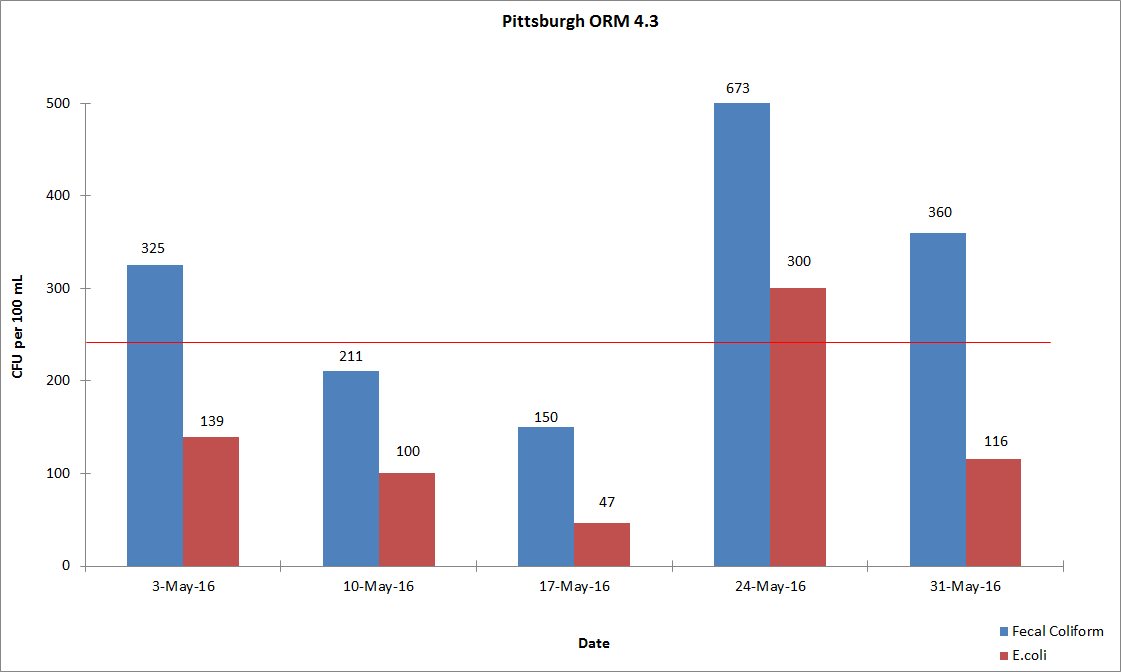 Pittsburgh ORM 4.3
CFU per 100 mL
500
400
300
200
100
0
325
139
211
100
150
47
673
300
360
116
3-May-16
10-May-16
17-May-16
24-May-16
31-May-16
Date
Fecal Coliform
E.coli